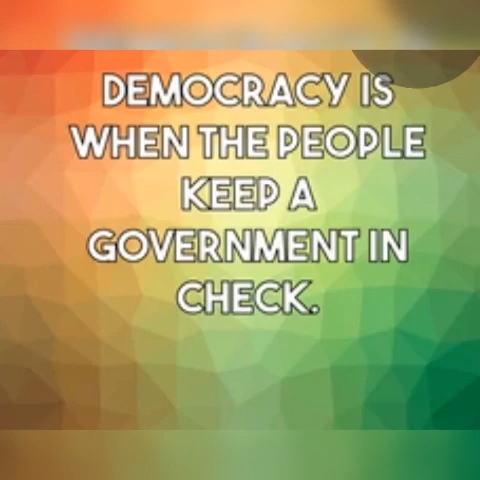 DEMOCRACY IS
WHEN THE PEOPLE
KEEP A
GOVERNMENT IN
CHECK.